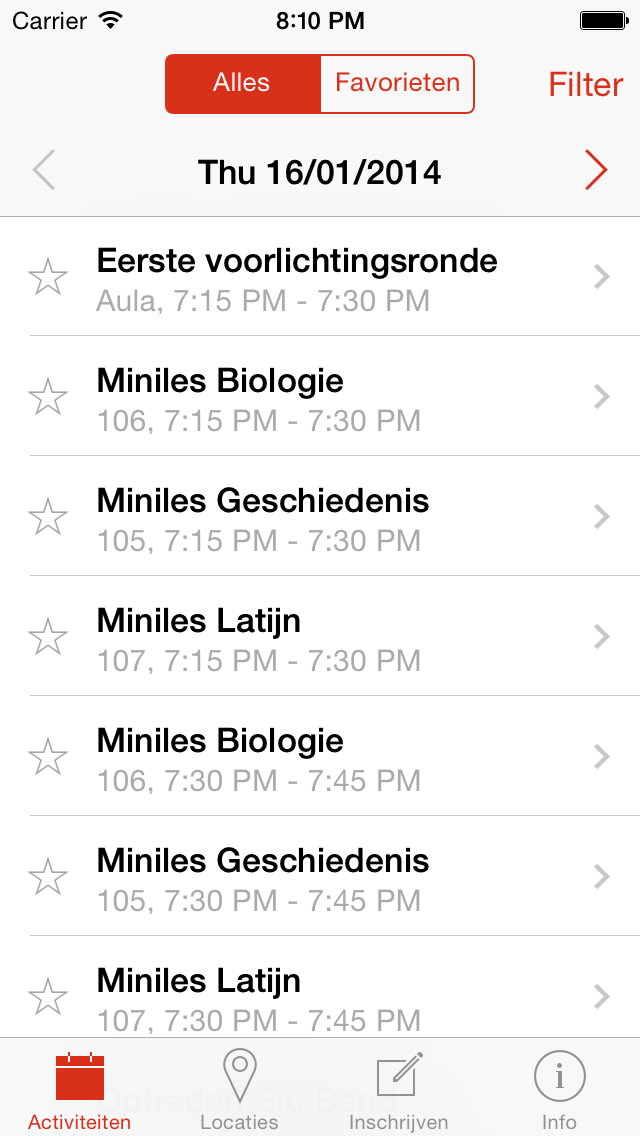 Carrier 8:10 PM
Alles Favorieten Filter
Thu 16/01/2014
Eerste voorlichtingsronde
Aula, 7:15 PM - 7:30 PM
Miniles Biologie
106, 7:15 PM - 7:30 PM
Miniles Geschiedenis
105, 7:15 PM - 7:30 PM
Miniles Latijn
107, 7:15 PM - 7:30 PM
Miniles Biologie
106, 7:30 PM - 7:45 PM
Miniles Geschiedenis
105, 7:30 PM - 7:45 PM
Miniles Latijn
107, 7:30 PM - 7:45 PM
Optreden Big Band
Activiteiten Locaties Inschrijven Info